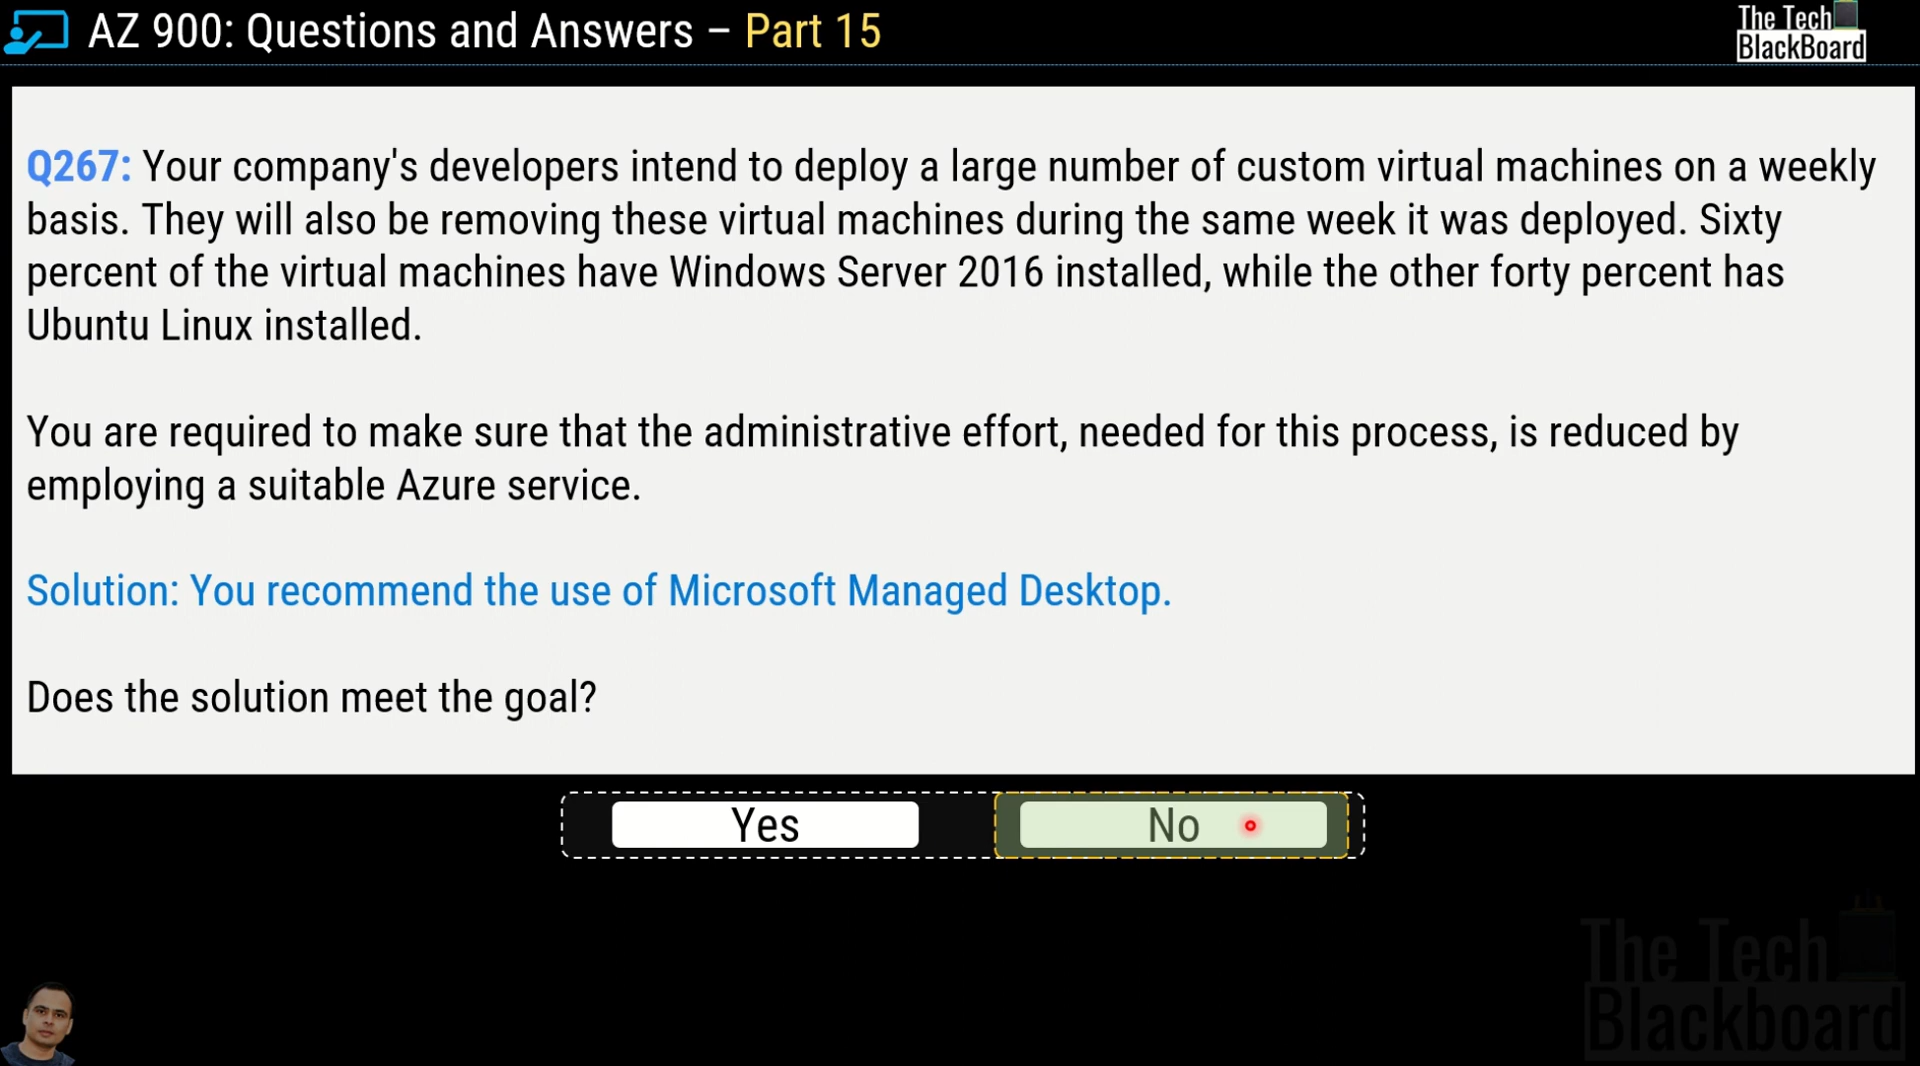 AZ 900: Questions and Answers – Part 15
The Tech
BlackBoard
Q267: Your company's developers intend to deploy a large number of custom virtual machines on a weekly
basis. They will also be removing these virtual machines during the same week it was deployed. Sixty
percent of the virtual machines have Windows Server 2016 installed, while the other forty percent has
Ubuntu Linux installed.
You are required to make sure that the administrative effort, needed for this process, is reduced by
employing a suitable Azure service.
Solution: You recommend the use of Microsoft Managed Desktop.
Does the solution meet the goal?
Yes
No
The Tech
Blackboard